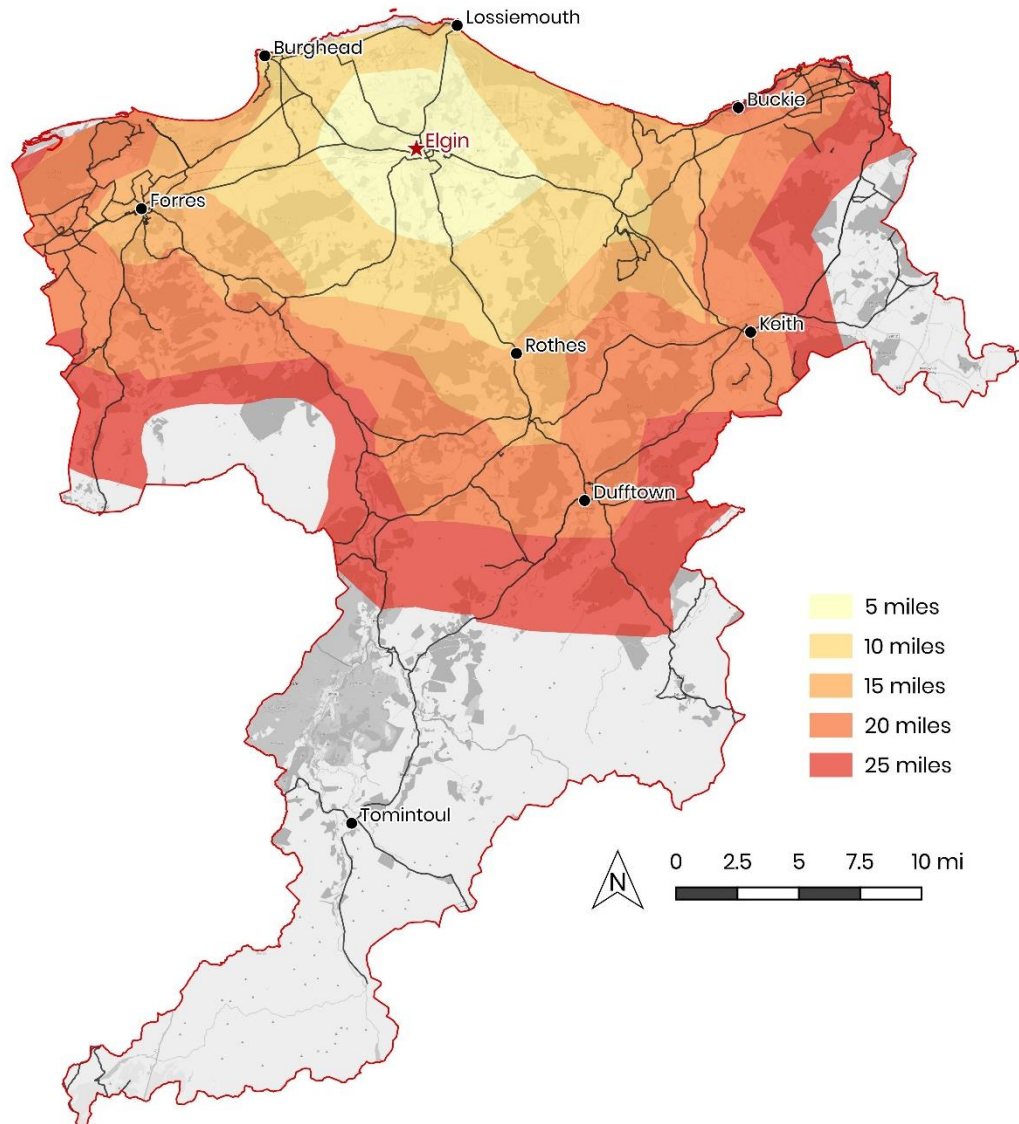 Lossiemouth
Burghead
Buckie
Elgin
Forres
Keith
Rothes
Dufftown
5 miles
10 miles
15 miles
20 miles
25 miles
Tomintoul
N
0 2.5 5 7.5 10 mi